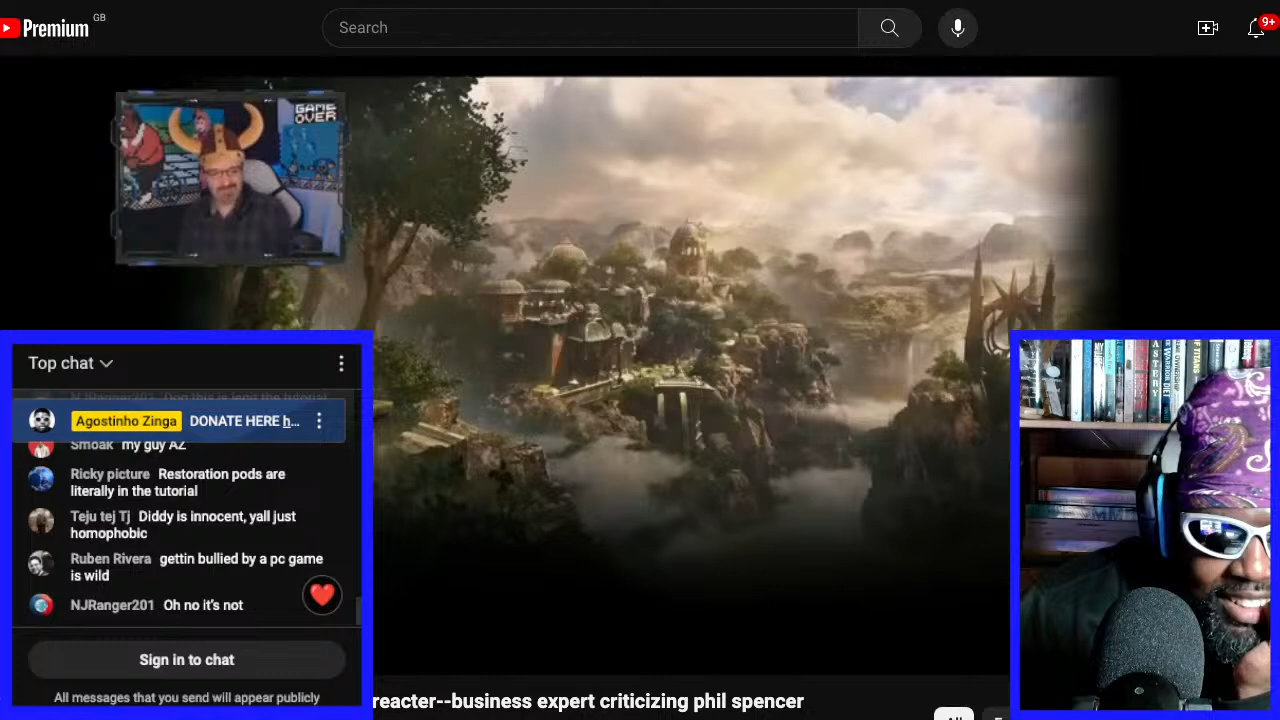 Premium GB
Search
9+
GAME
OVER
Top chat
Agostinho Zinga DONATE HERE h...
Smoak my guy AZ
Ricky picture Restoration pods are
literally in the tutorial
Teju tej Tj Diddy is innocent, yall just
homophobic
Ruben Rivera gettin bullied by a pc game
is wild
NJRanger201 Oh no it's not
Sign in to chat
All messages that you send will appear publicly
reacter--business expert criticizing phil spencer
All